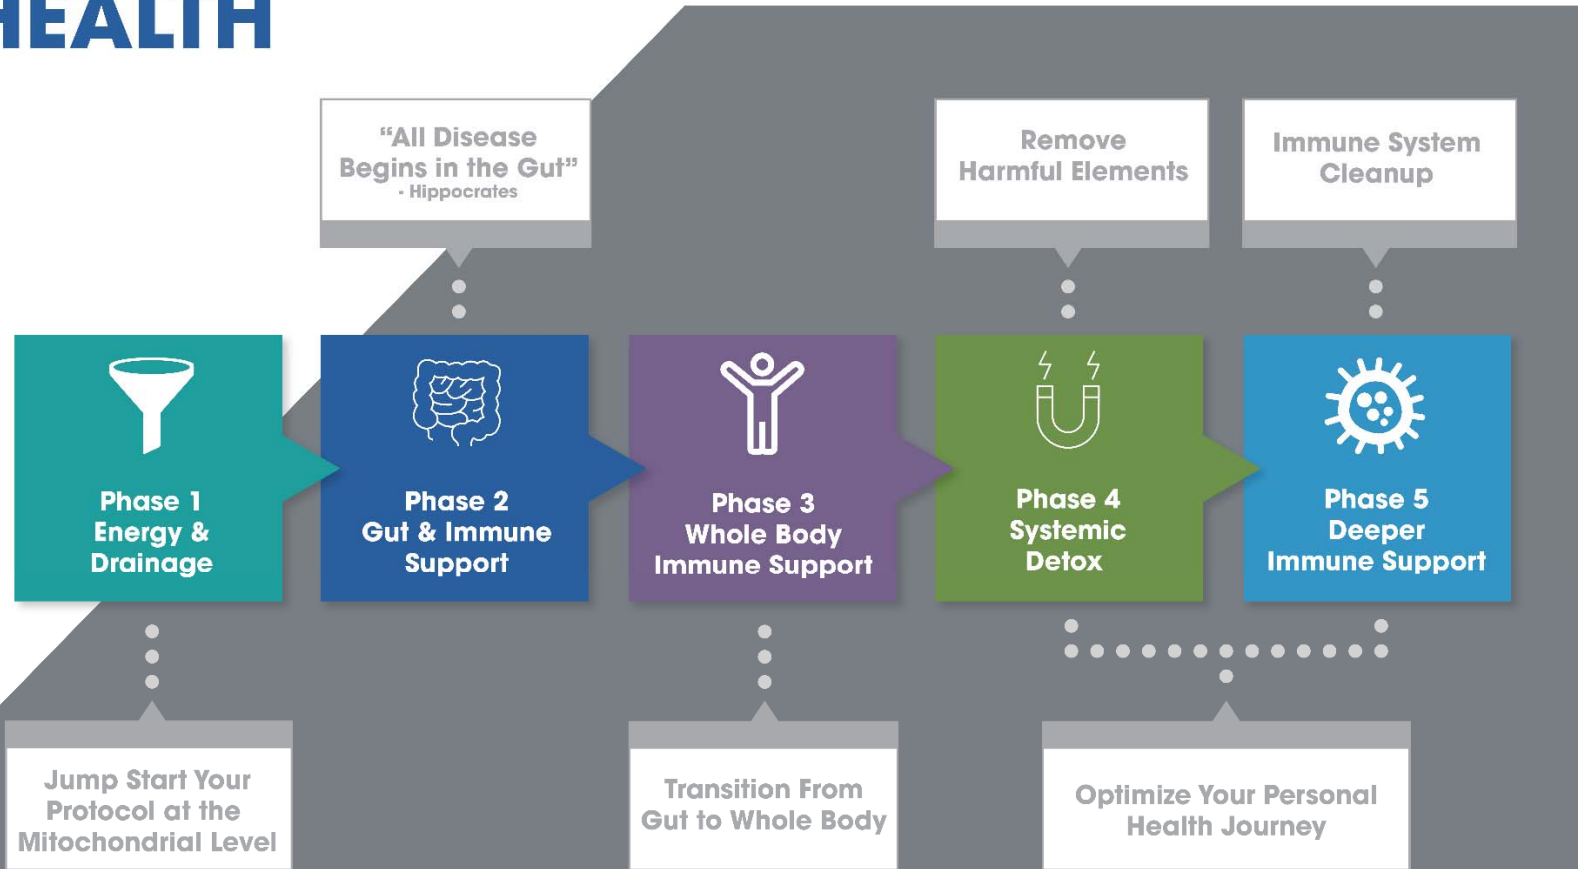 HEALTH
“All Disease
Begins in the Gut”
- Hippocrates
Remove
Harmful Elements
Immune System
Cleanup
Phase 1
Energy &
Drainage
Phase 2
Gut & Immune
Support
Phase 3
Whole Body
Immune Support
Phase 4
Systemic
Detox
Phase 5
Deeper
Immune Support
Jump Start Your
Protocol at the
Mitochondrial Level
Transition From
Gut to Whole Body
Optimize Your Personal
Health Journey